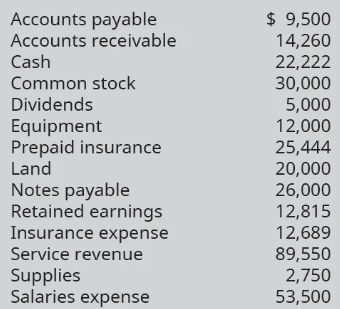 Accounts payable $ 9,500
Accounts receivable 14,260
Cash 22,222
Common stock 30,000
Dividends 5,000
Equipment 12,000
Prepaid insurance 25,444
Land 20,000
Notes payable 26,000
Retained earnings 12,815
Insurance expense 12,689
Service revenue 89,550
Supplies 2,750
Salaries expense 53,500